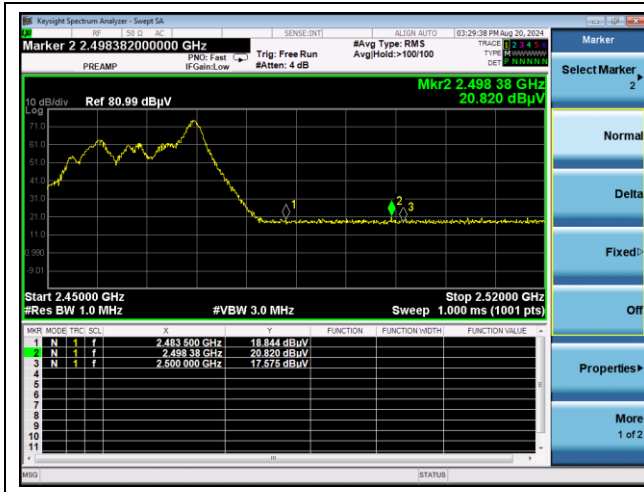 Keysight Spectrum Analyzer - Swept SA
RF 50 Ω AC SENSE:INT ALIGN AUTO 03:29:38 PM Aug 20, 2024
Marker 2 2.498382000000 GHz
PNO: Fast
IFGain:Low
PREAMP
Trig: Free Run
#Atten: 4 dB
#Avg Type: RMS
Avg|Hold:>100/100
TRACE 1 2 3 4 5 6
TYPE MWWWWW
DET P N N N N N
Mkr2 2.498 38 GHz
20.820 dBµV
10 dB/div
Log
Ref 80.99 dBµV
71.0
61.0
51.0
41.0
31.0
21.0
11.0
0.990
-9.01
1
2
3
Start 2.45000 GHz
Stop 2.52000 GHz
#Res BW 1.0 MHz
#VBW 3.0 MHz
Sweep 1.000 ms (1001 pts)
MKR MODE TRC SCL X Y FUNCTION FUNCTION WIDTH FUNCTION VALUE
1 N 1 f 2.483 500 GHz 18.844 dBµV
2 N 1 f 2.498 38 GHz 20.820 dBµV
3 N 1 f 2.500 000 GHz 17.575 dBµV
4
5
6
7
8
9
10
11
MSG
STATUS
Marker
Select Marker
2
Normal
Delta
Fixed
Off
Properties
More
1 of 2